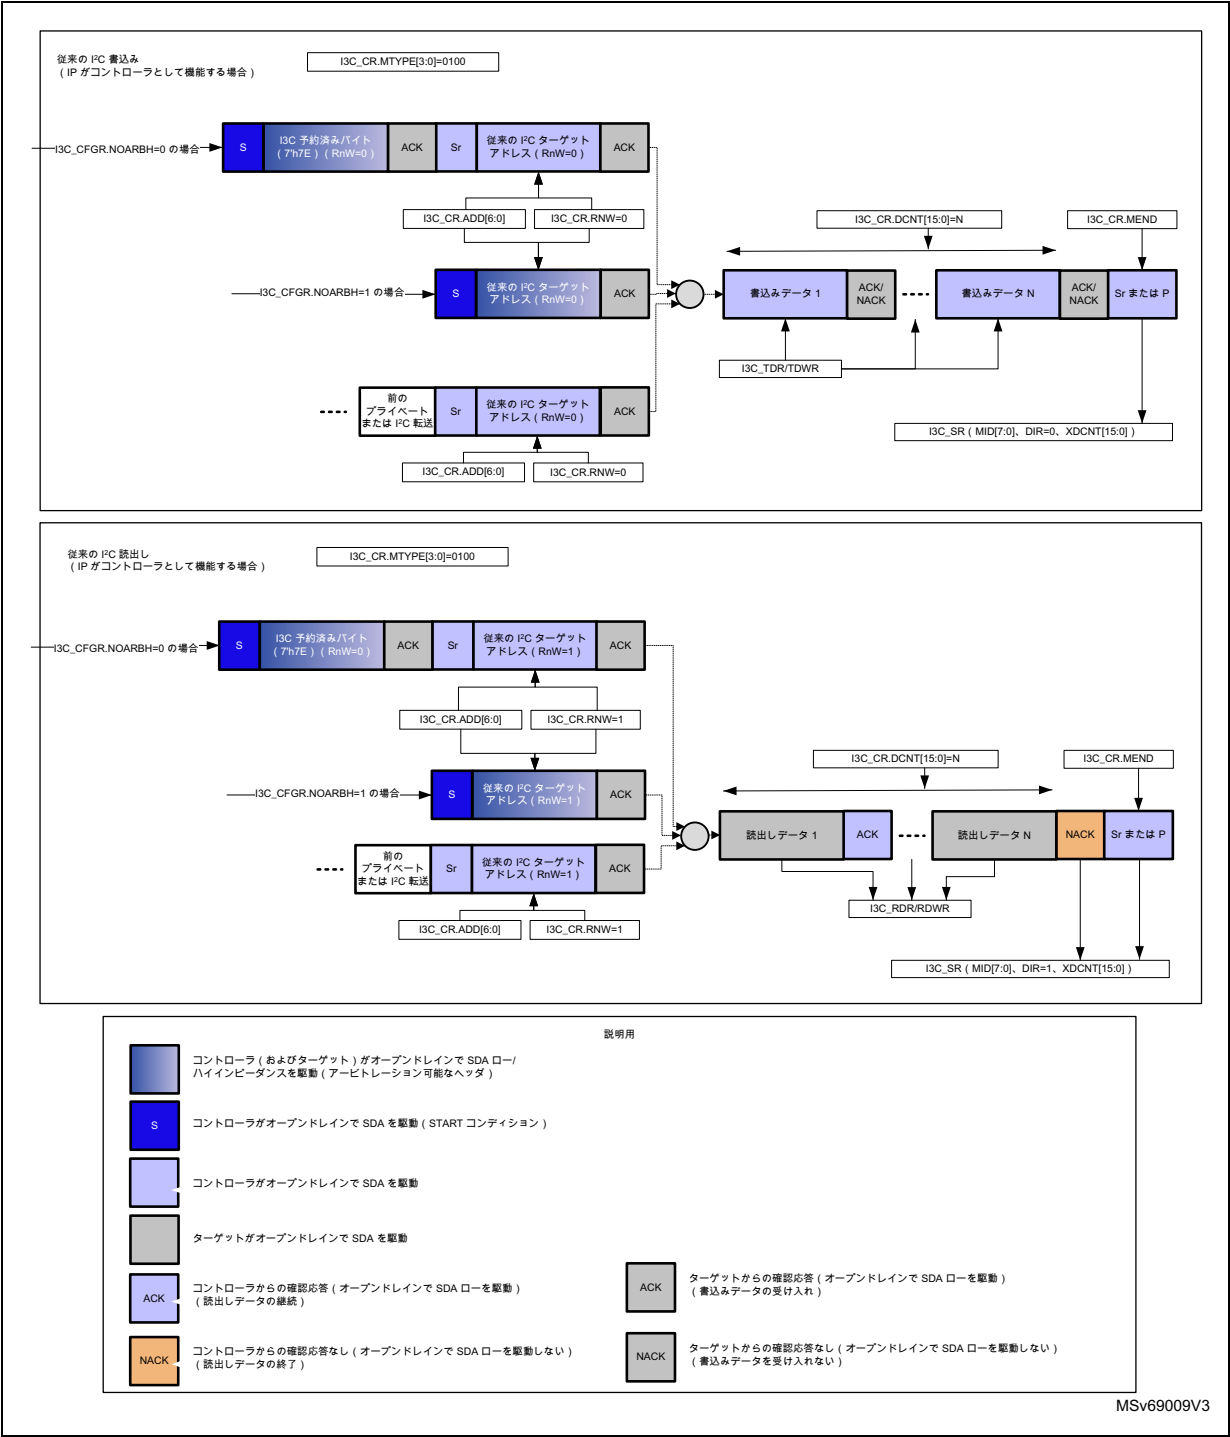 従来の I²C 書込み
( IP がコントローラとして機能する場合 )
I3C_CR.MTYPE[3:0]=0100
I3C_CFGR.NOARBH=0 の場合
S
I3C 予約済みバイト
( 7'h7E ) ( RnW=0 )
ACK
Sr
従来の I²C ターゲット
アドレス ( RnW=0 )
ACK
I3C_CR.ADD[6:0]
I3C_CR.RNW=0
I3C_CR.DCNT[15:0]=N
I3C_CR.MEND
I3C_CFGR.NOARBH=1 の場合
S
従来の I²C ターゲット
アドレス ( RnW=0 )
ACK
書込みデータ 1
ACK/
NACK
書込みデータ N
ACK/
NACK
Sr または P
I3C_TDR/TDWR
前の
プライベート
または I²C 転送
Sr
従来の I²C ターゲット
アドレス ( RnW=0 )
ACK
I3C_SR ( MID[7:0]、DIR=0、XDCNT[15:0] )
I3C_CR.ADD[6:0]
I3C_CR.RNW=0
従来の I²C 読出し
( IP がコントローラとして機能する場合 )
I3C_CR.MTYPE[3:0]=0100
I3C_CFGR.NOARBH=0 の場合
S
I3C 予約済みバイト
( 7'h7E ) ( RnW=0 )
ACK
Sr
従来の I²C ターゲット
アドレス ( RnW=1 )
ACK
I3C_CR.ADD[6:0]
I3C_CR.RNW=1
I3C_CR.DCNT[15:0]=N
I3C_CR.MEND
I3C_CFGR.NOARBH=1 の場合
S
従来の I²C ターゲット
アドレス ( RnW=1 )
ACK
読出しデータ 1
ACK
読出しデータ N
NACK
Sr または P
前の
プライベート
または I²C 転送
Sr
従来の I²C ターゲット
アドレス ( RnW=1 )
ACK
I3C_RDR/RDWR
I3C_CR.ADD[6:0]
I3C_CR.RNW=1
I3C_SR ( MID[7:0]、DIR=1、XDCNT[15:0] )
説明用
コントローラ ( およびターゲット ) がオープンドレインで SDA ロー/
ハイインピーダンスを駆動 ( アービトレーション可能なヘッダ )
S
コントローラがオープンドレインで SDA を駆動 ( START コンディション )
コントローラがオープンドレインで SDA を駆動
ターゲットがオープンドレインで SDA を駆動
ACK
コントローラからの確認応答 ( オープンドレインで SDA ローを駆動 )
( 読出しデータの継続 )
ACK
ターゲットからの確認応答 ( オープンドレインで SDA ローを駆動 )
( 書込みデータの受け入れ )
NACK
コントローラからの確認応答なし ( オープンドレインで SDA ローを駆動しない )
( 読出しデータの終了 )
NACK
ターゲットからの確認応答なし ( オープンドレインで SDA ローを駆動しない )
( 書込みデータを受け入れない )
MSv69009V3